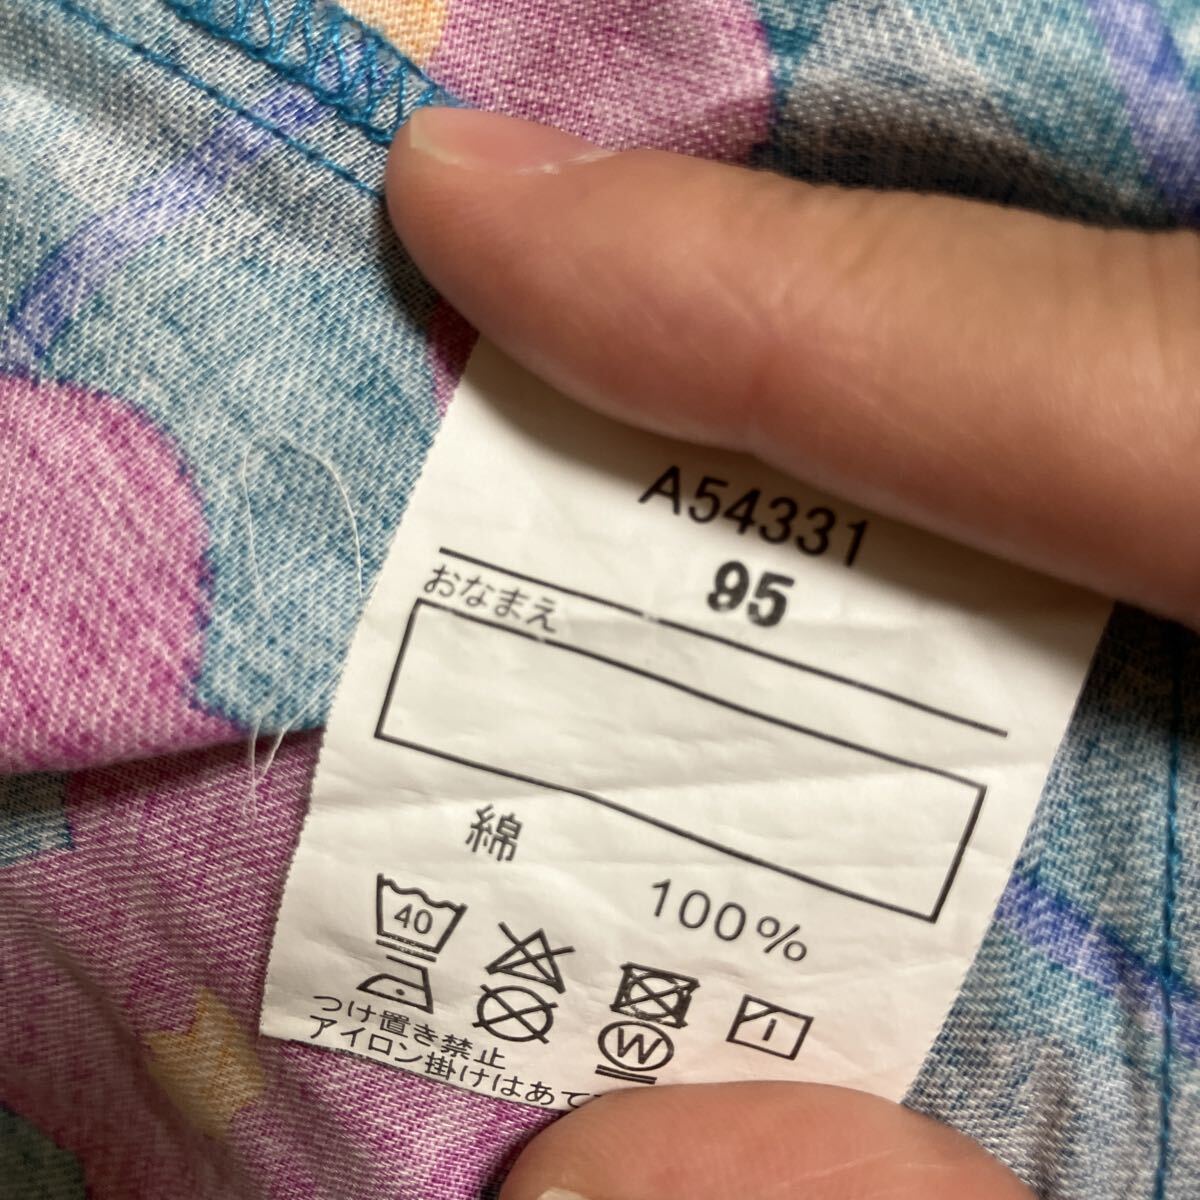 A54331
95
おなまえ
綿 100%
40
W
つけ置き禁止
アイロン掛けはあて